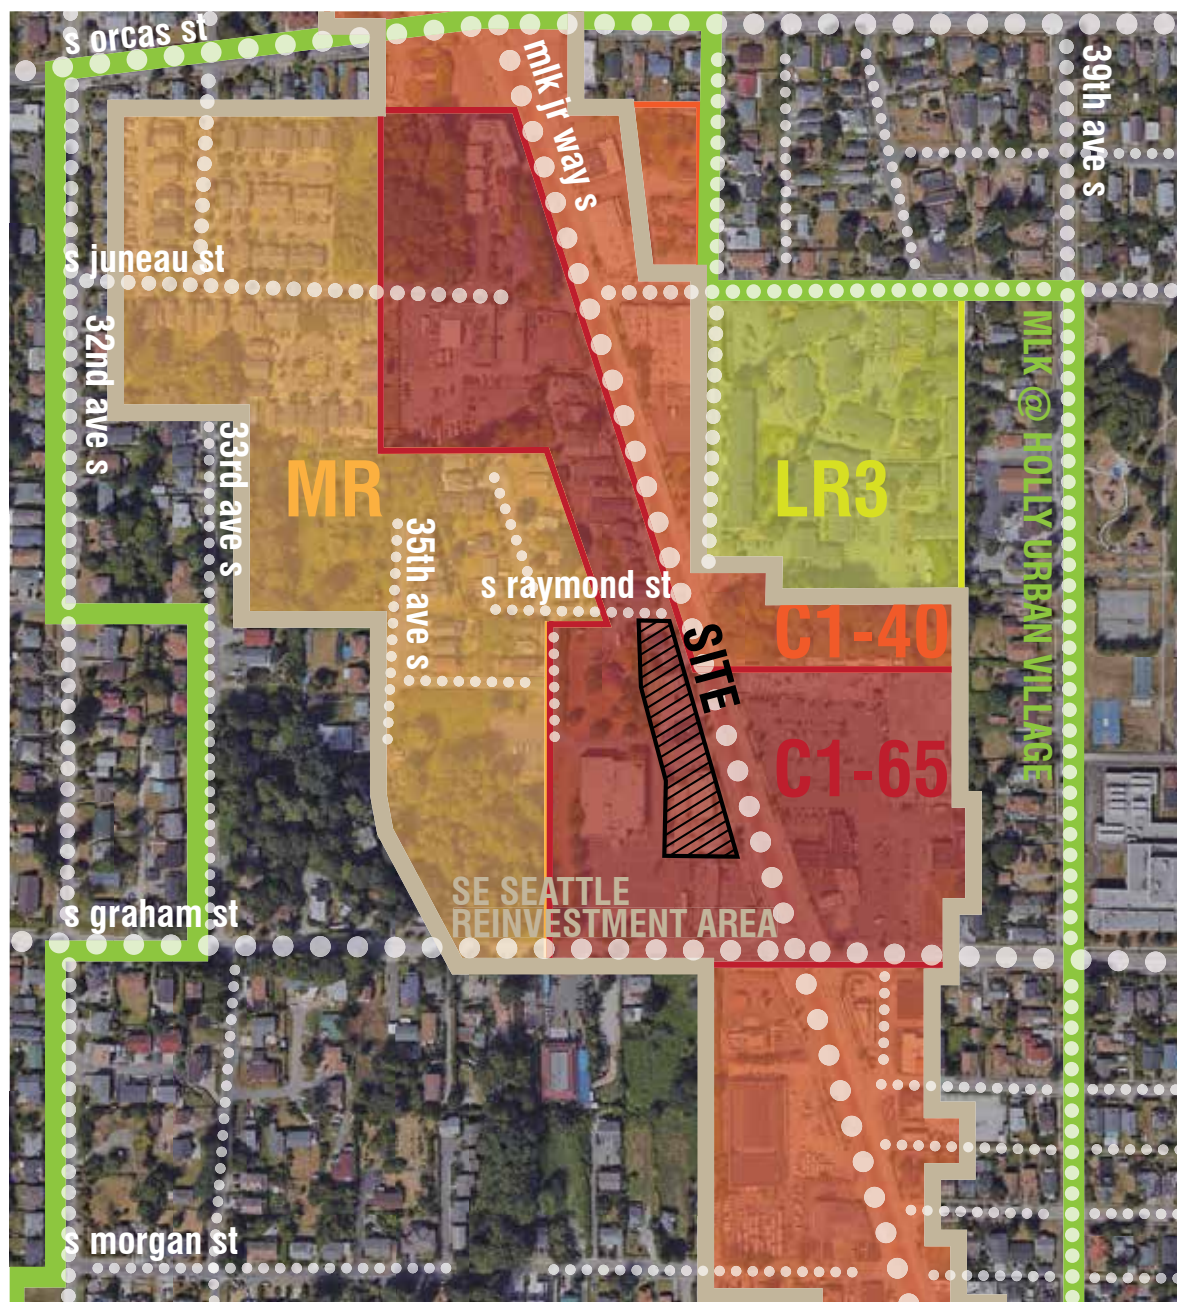 s orcas st
mlk jr way s
39th ave s
s juneau st
32nd ave s
33rd ave s
MLK @ HOLLY URBAN VILLAGE
MR
LR3
35th ave s
s raymond st
SITE
C1-40
C1-65
SE SEATTLE
REINVESTMENT AREA
s graham st
s morgan st